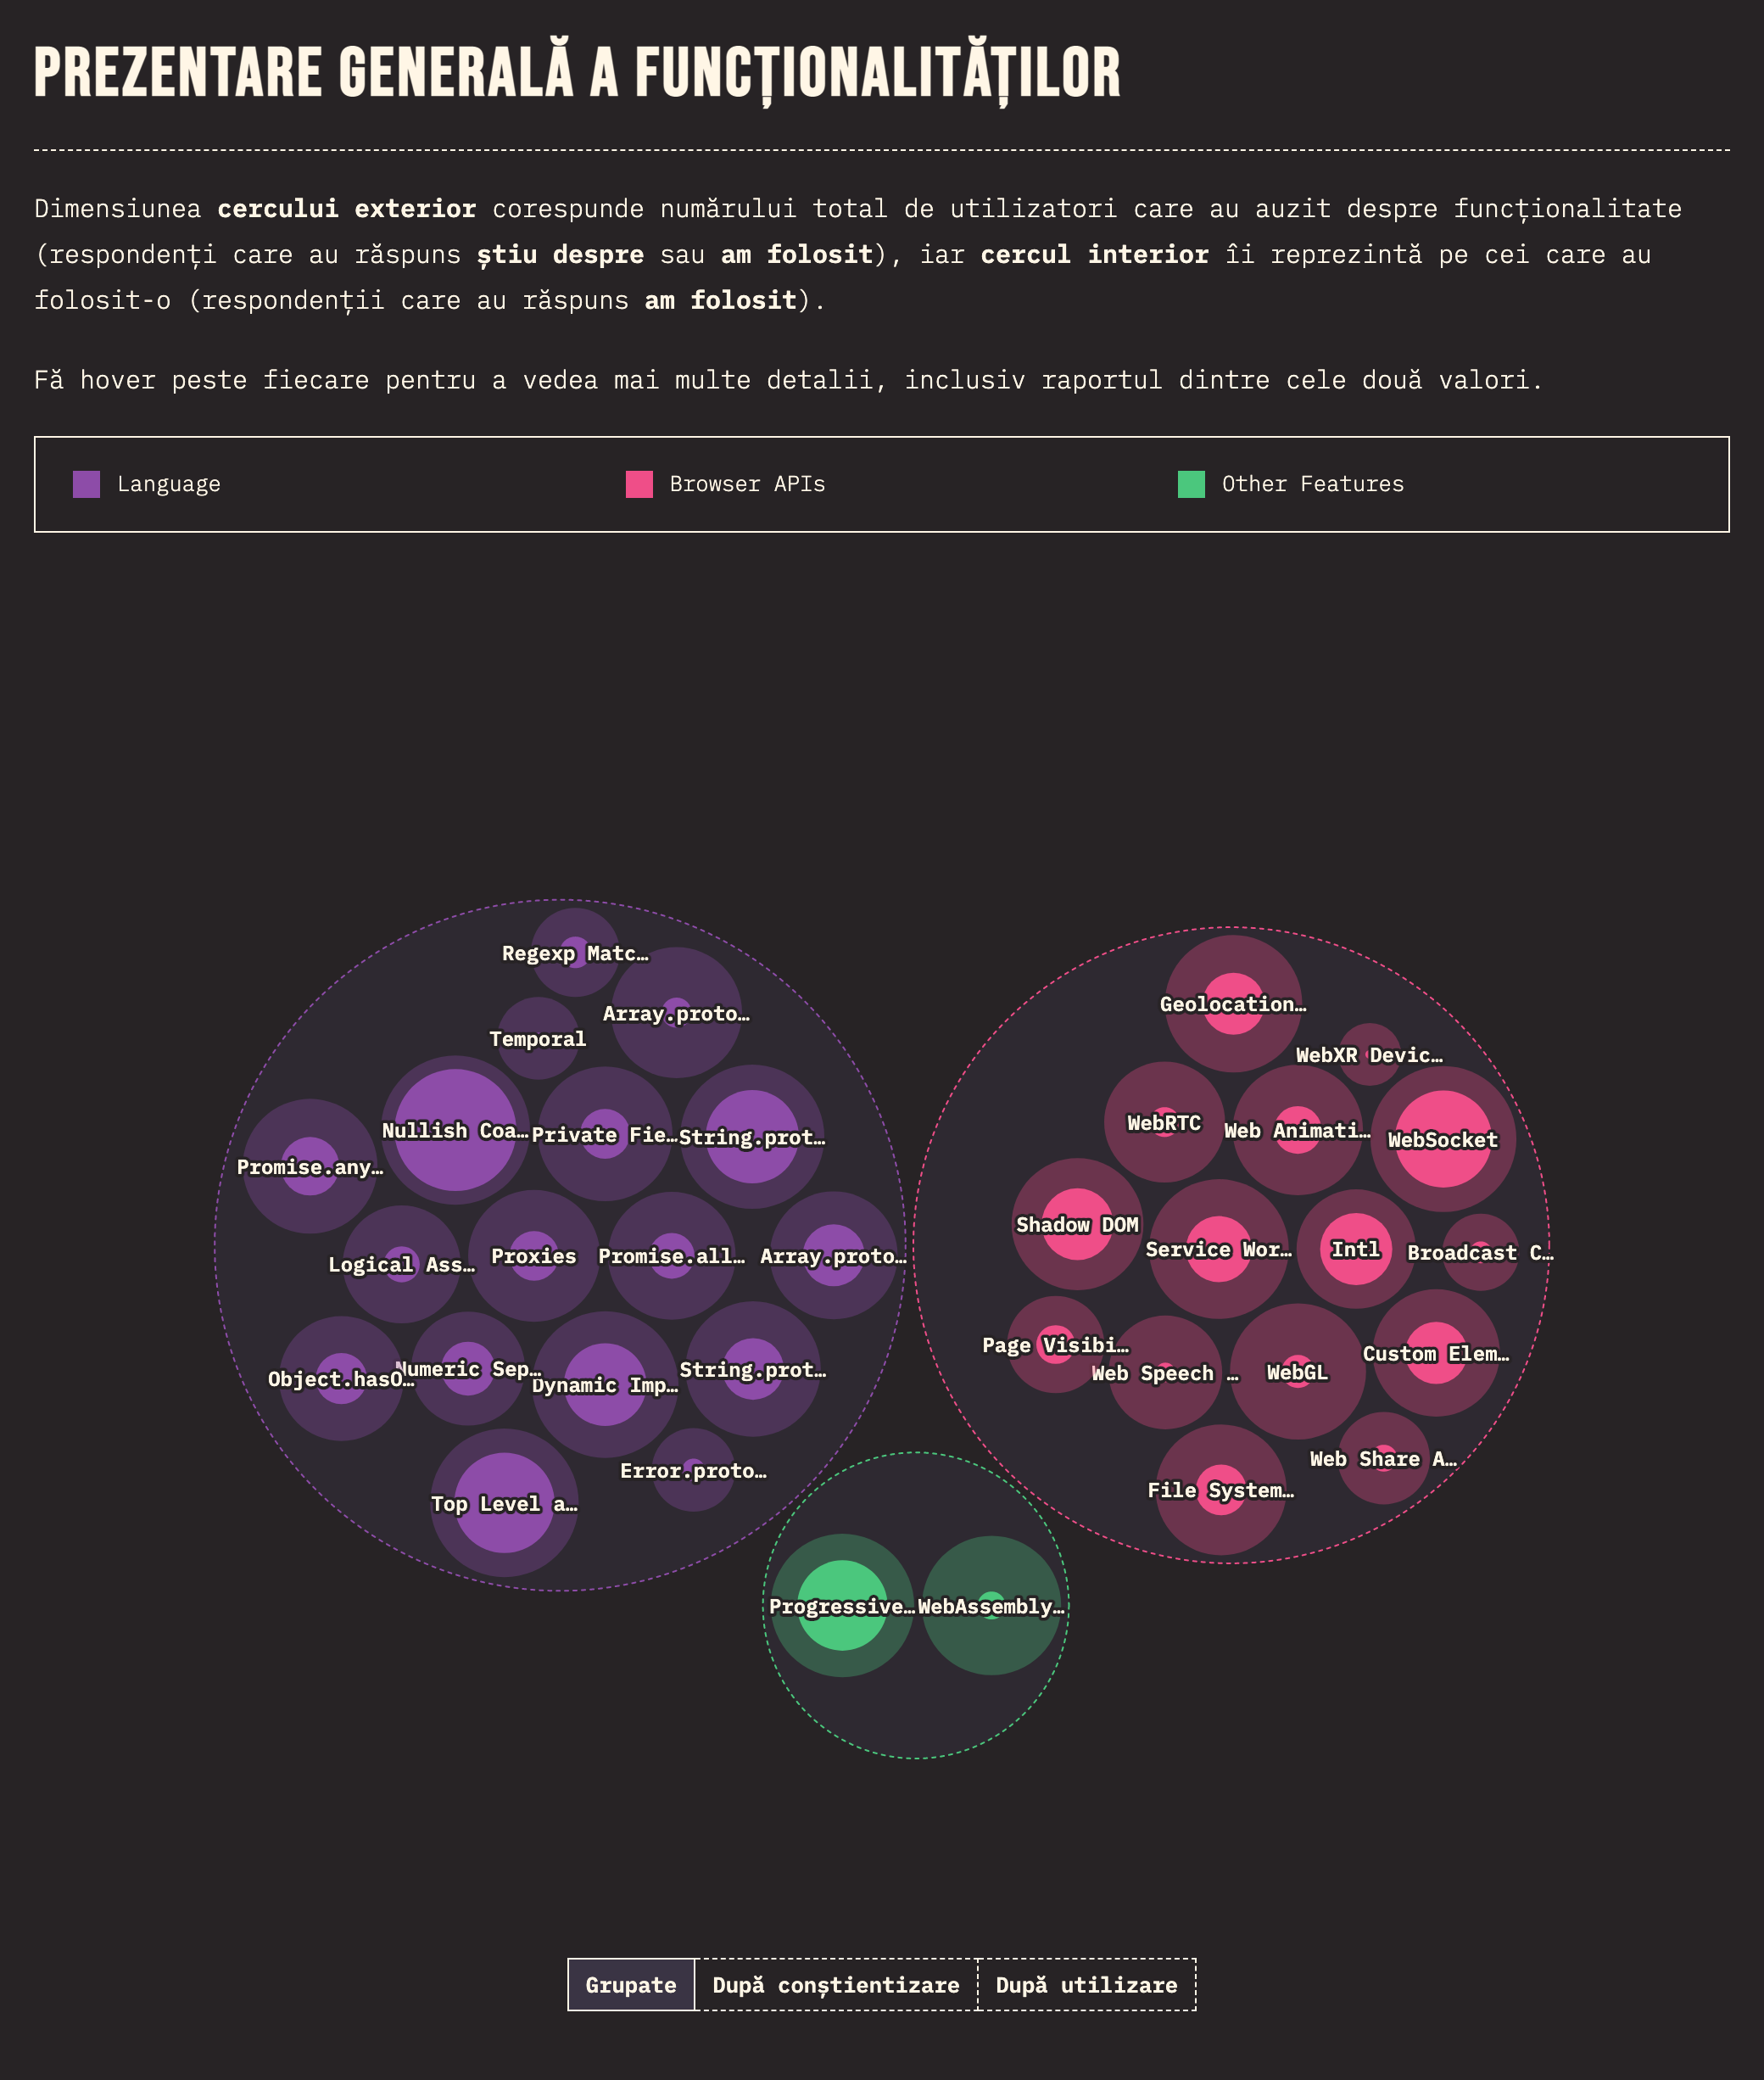 PREZENTARE GENERALĂ A FUNCȚIONALITĂȚILOR
Dimensiunea cercului exterior corespunde numărului total de utilizatori care au auzit despre funcționalitate
(respondenți care au răspuns știu despre sau am folosit), iar cercul interior îi reprezintă pe cei care au
folosit-o (respondenții care au răspuns am folosit).
Fă hover peste fiecare pentru a vedea mai multe detalii, inclusiv raportul dintre cele două valori.
Language
Browser APIs
Other Features
Regexp Matc…
Array.proto…
Temporal
Nullish Coa…
Private Fie…
String.prot…
Promise.any…
Logical Ass…
Proxies
Promise.all…
Array.proto…
Object.hasO…
Numeric Sep…
Dynamic Imp…
String.prot…
Error.proto…
Top Level a…
Geolocation…
WebXR Devic…
WebRTC
Web Animati…
WebSocket
Shadow DOM
Service Wor…
Intl
Broadcast C…
Page Visibi…
Web Speech …
WebGL
Custom Elem…
Web Share A…
File System…
Progressive…
WebAssembly…
Grupate
După conștientizare
După utilizare